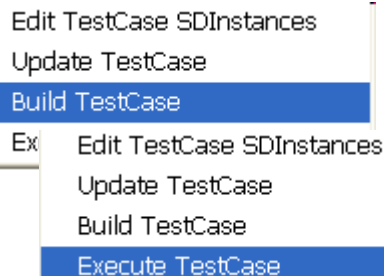 Edit TestCase SDInstances
Update TestCase
Build TestCase
Ex
Edit TestCase SDInstances
Update TestCase
Build TestCase
Execute TestCase